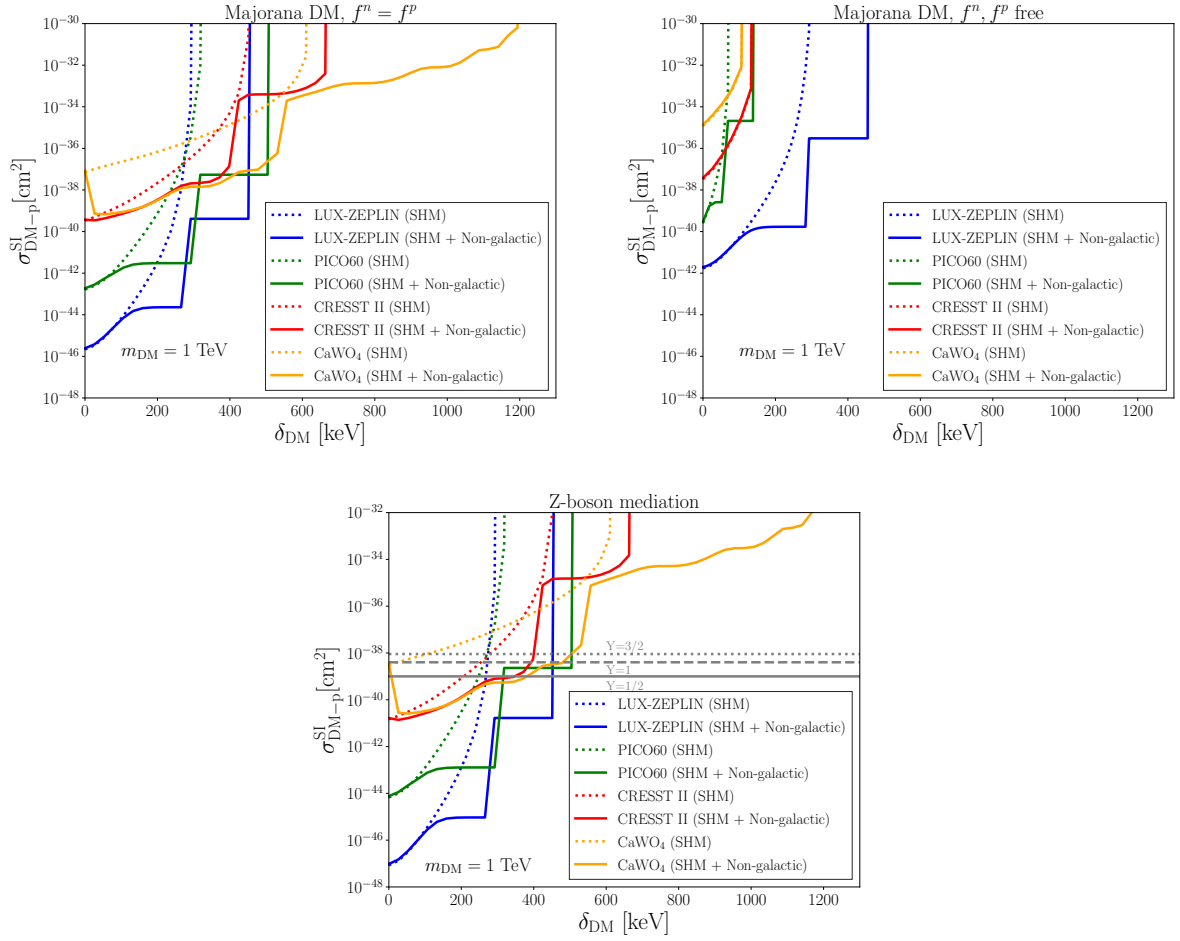 Majorana DM, fⁿ = fᵖ
10⁻³⁰
10⁻³²
10⁻³⁴
10⁻³⁶
10⁻³⁸
10⁻⁴⁰
10⁻⁴²
10⁻⁴⁴
10⁻⁴⁶
10⁻⁴⁸
σ^SI_DM−p [cm²]
LUX-ZEPLIN (SHM)
LUX-ZEPLIN (SHM + Non-galactic)
PICO60 (SHM)
PICO60 (SHM + Non-galactic)
CRESST II (SHM)
CRESST II (SHM + Non-galactic)
CaWO₄ (SHM)
CaWO₄ (SHM + Non-galactic)
m_DM = 1 TeV
0 200 400 600 800 1000 1200
δ_DM [keV]
Majorana DM, fⁿ, fᵖ free
10⁻³⁰
10⁻³²
10⁻³⁴
10⁻³⁶
10⁻³⁸
10⁻⁴⁰
10⁻⁴²
10⁻⁴⁴
10⁻⁴⁶
10⁻⁴⁸
σ^SI_DM−p [cm²]
LUX-ZEPLIN (SHM)
LUX-ZEPLIN (SHM + Non-galactic)
PICO60 (SHM)
PICO60 (SHM + Non-galactic)
CRESST II (SHM)
CRESST II (SHM + Non-galactic)
CaWO₄ (SHM)
CaWO₄ (SHM + Non-galactic)
m_DM = 1 TeV
0 200 400 600 800 1000 1200
δ_DM [keV]
Z-boson mediation
10⁻³²
10⁻³⁴
10⁻³⁶
10⁻³⁸
10⁻⁴⁰
10⁻⁴²
10⁻⁴⁴
10⁻⁴⁶
10⁻⁴⁸
σ^SI_DM−p [cm²]
Y=3/2
Y=1
Y=1/2
LUX-ZEPLIN (SHM)
LUX-ZEPLIN (SHM + Non-galactic)
PICO60 (SHM)
PICO60 (SHM + Non-galactic)
CRESST II (SHM)
CRESST II (SHM + Non-galactic)
CaWO₄ (SHM)
CaWO₄ (SHM + Non-galactic)
m_DM = 1 TeV
0 200 400 600 800 1000 1200
δ_DM [keV]